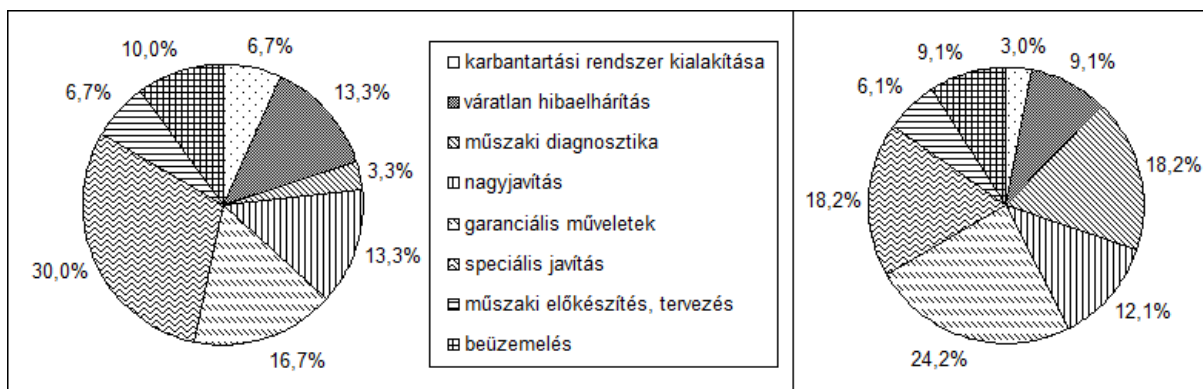 10,0%
6,7%
6,7%
13,3%
3,3%
30,0%
13,3%
16,7%
karbantartási rendszer kialakítása
váratlan hibaelhárítás
műszaki diagnosztika
nagyjavítás
garanciális műveletek
speciális javítás
műszaki előkészítés, tervezés
beüzemelés
9,1%
3,0%
9,1%
6,1%
18,2%
18,2%
12,1%
24,2%